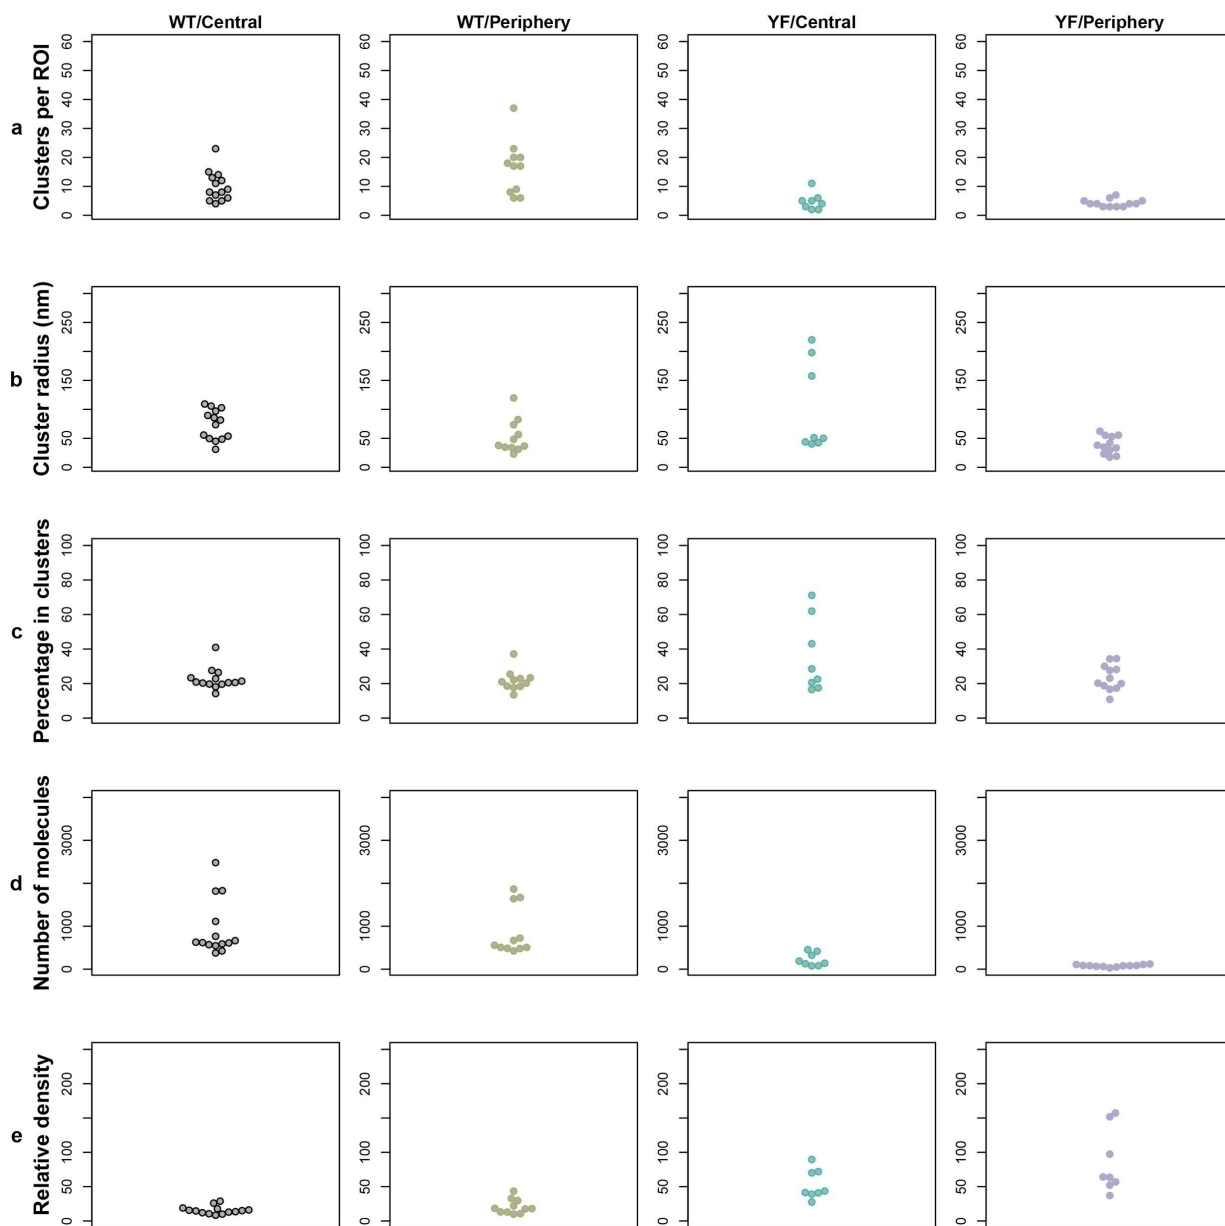 WT/Central WT/Periphery YF/Central YF/Periphery
a
Clusters per ROI
0 10 20 30 40 50 60
0 10 20 30 40 50 60
0 10 20 30 40 50 60
0 10 20 30 40 50 60
b
Cluster radius (nm)
0 50 150 250
0 50 150 250
0 50 150 250
0 50 150 250
c
Percentage in clusters
0 20 40 60 80 100
0 20 40 60 80 100
0 20 40 60 80 100
0 20 40 60 80 100
d
Number of molecules
0 1000 3000
0 1000 3000
0 1000 3000
0 1000 3000
e
Relative density
0 50 100 200
0 50 100 200
0 50 100 200
0 50 100 200